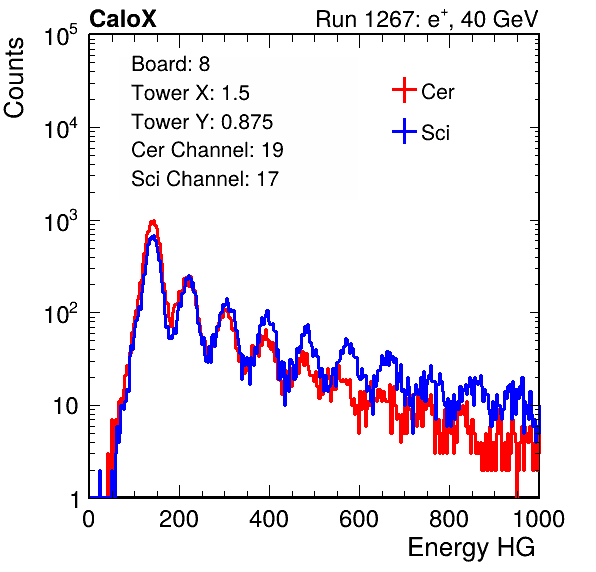 CaloX Run 1267: e⁺, 40 GeV
Counts
10⁵
10⁴
10³
10²
10
1
Board: 8
Tower X: 1.5
Tower Y: 0.875
Cer Channel: 19
Sci Channel: 17
Cer
Sci
0 200 400 600 800 1000
Energy HG